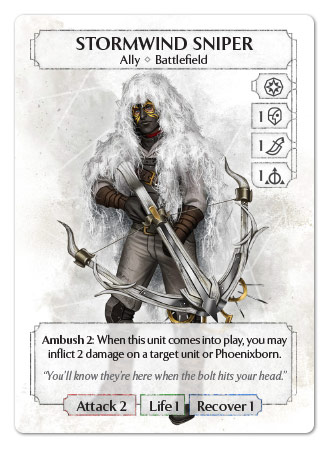 STORMWIND SNIPER
Ally ◇ Battlefield
1
1
1
Ambush 2: When this unit comes into play, you may
inflict 2 damage on a target unit or Phoenixborn.
“You'll know they're here when the bolt hits your head.”
Attack 2 Life 1 Recover 1